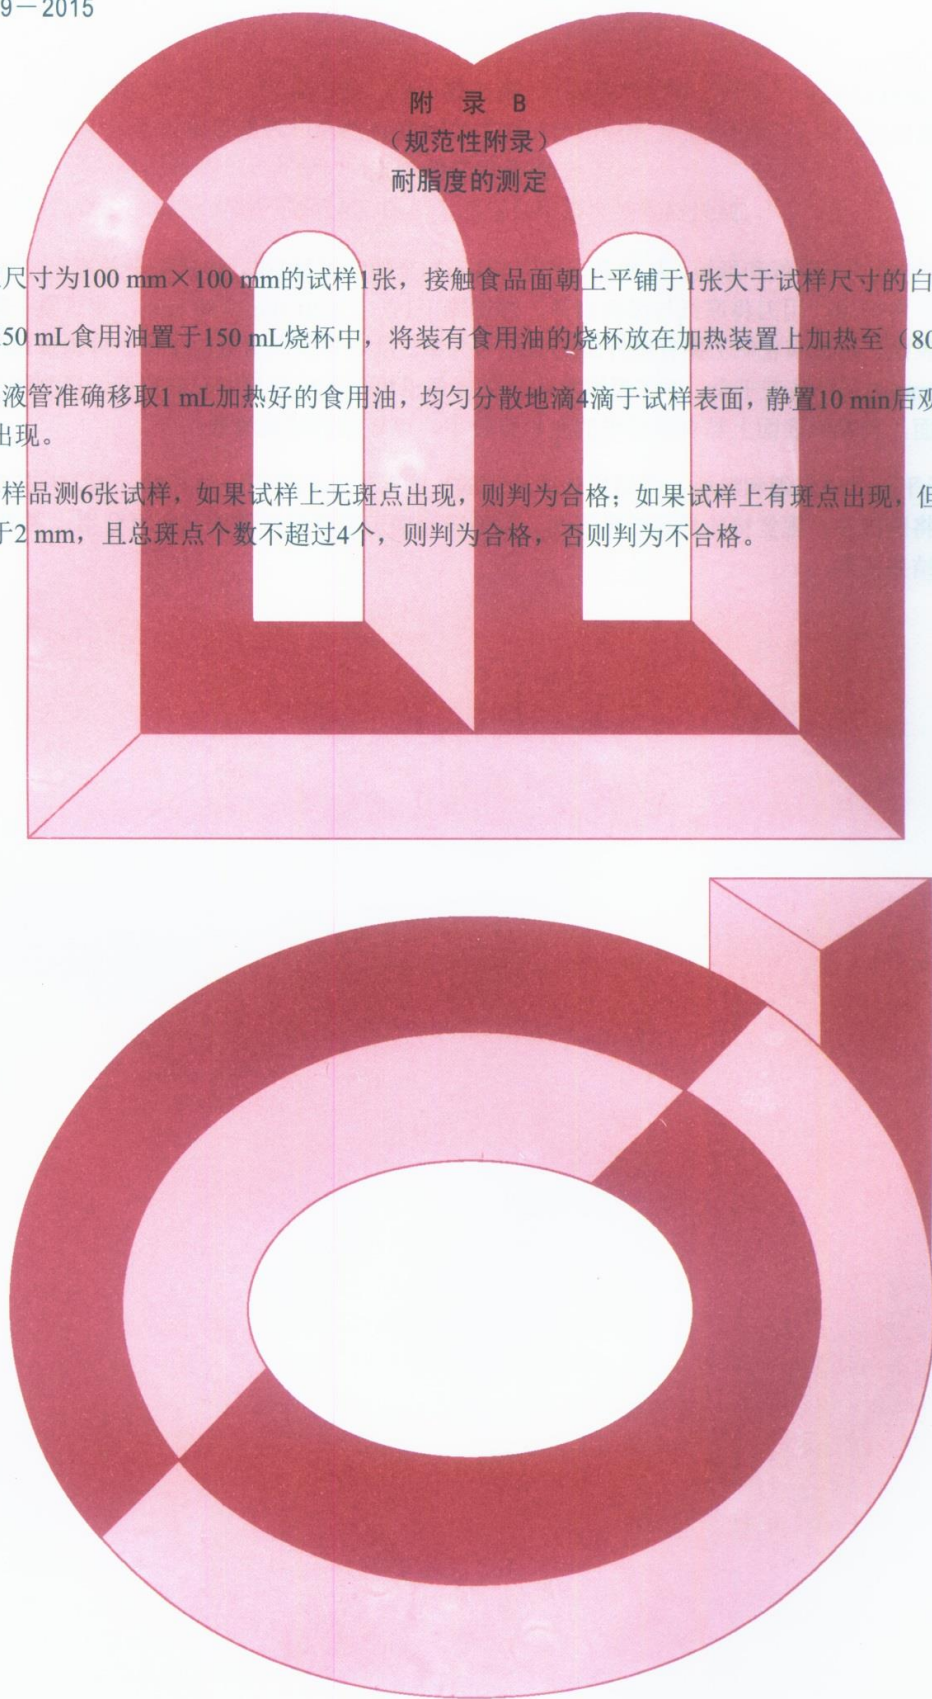 9－2015
附 录 B
（规范性附录）
耐脂度的测定
尺寸为100 mm×100 mm的试样1张，接触食品面朝上平铺于1张大于试样尺寸的白
50 mL食用油置于150 mL烧杯中，将装有食用油的烧杯放在加热装置上加热至（80
液管准确移取1 mL加热好的食用油，均匀分散地滴4滴于试样表面，静置10 min后观
出现。
样品测6张试样，如果试样上无斑点出现，则判为合格；如果试样上有斑点出现，但
于2 mm，且总斑点个数不超过4个，则判为合格，否则判为不合格。